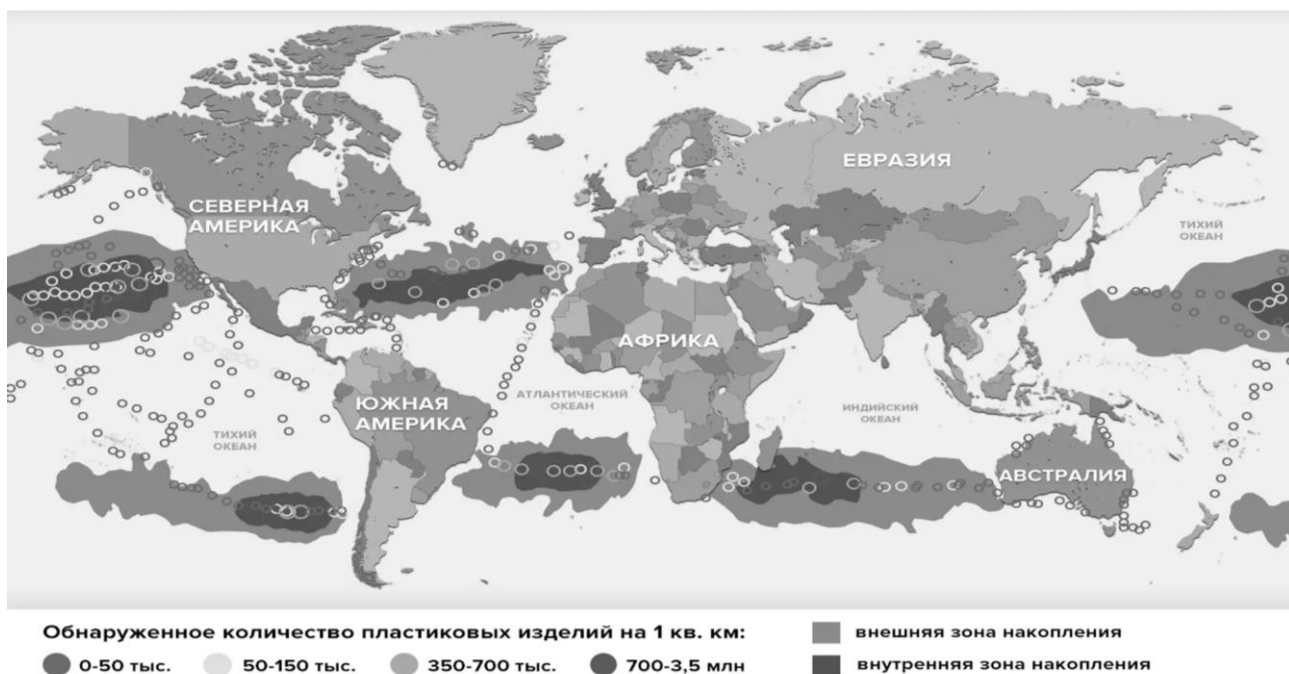 ЕВРАЗИЯ
СЕВЕРНАЯ
АМЕРИКА
ТИХИЙ
ОКЕАН
АФРИКА
АТЛАНТИЧЕСКИЙ
ОКЕАН
ЮЖНАЯ
АМЕРИКА
ИНДИЙСКИЙ
ОКЕАН
ТИХИЙ
ОКЕАН
АВСТРАЛИЯ
Обнаруженное количество пластиковых изделий на 1 кв. км:
0-50 тыс.
50-150 тыс.
350-700 тыс.
700-3,5 млн
внешняя зона накопления
внутренняя зона накопления